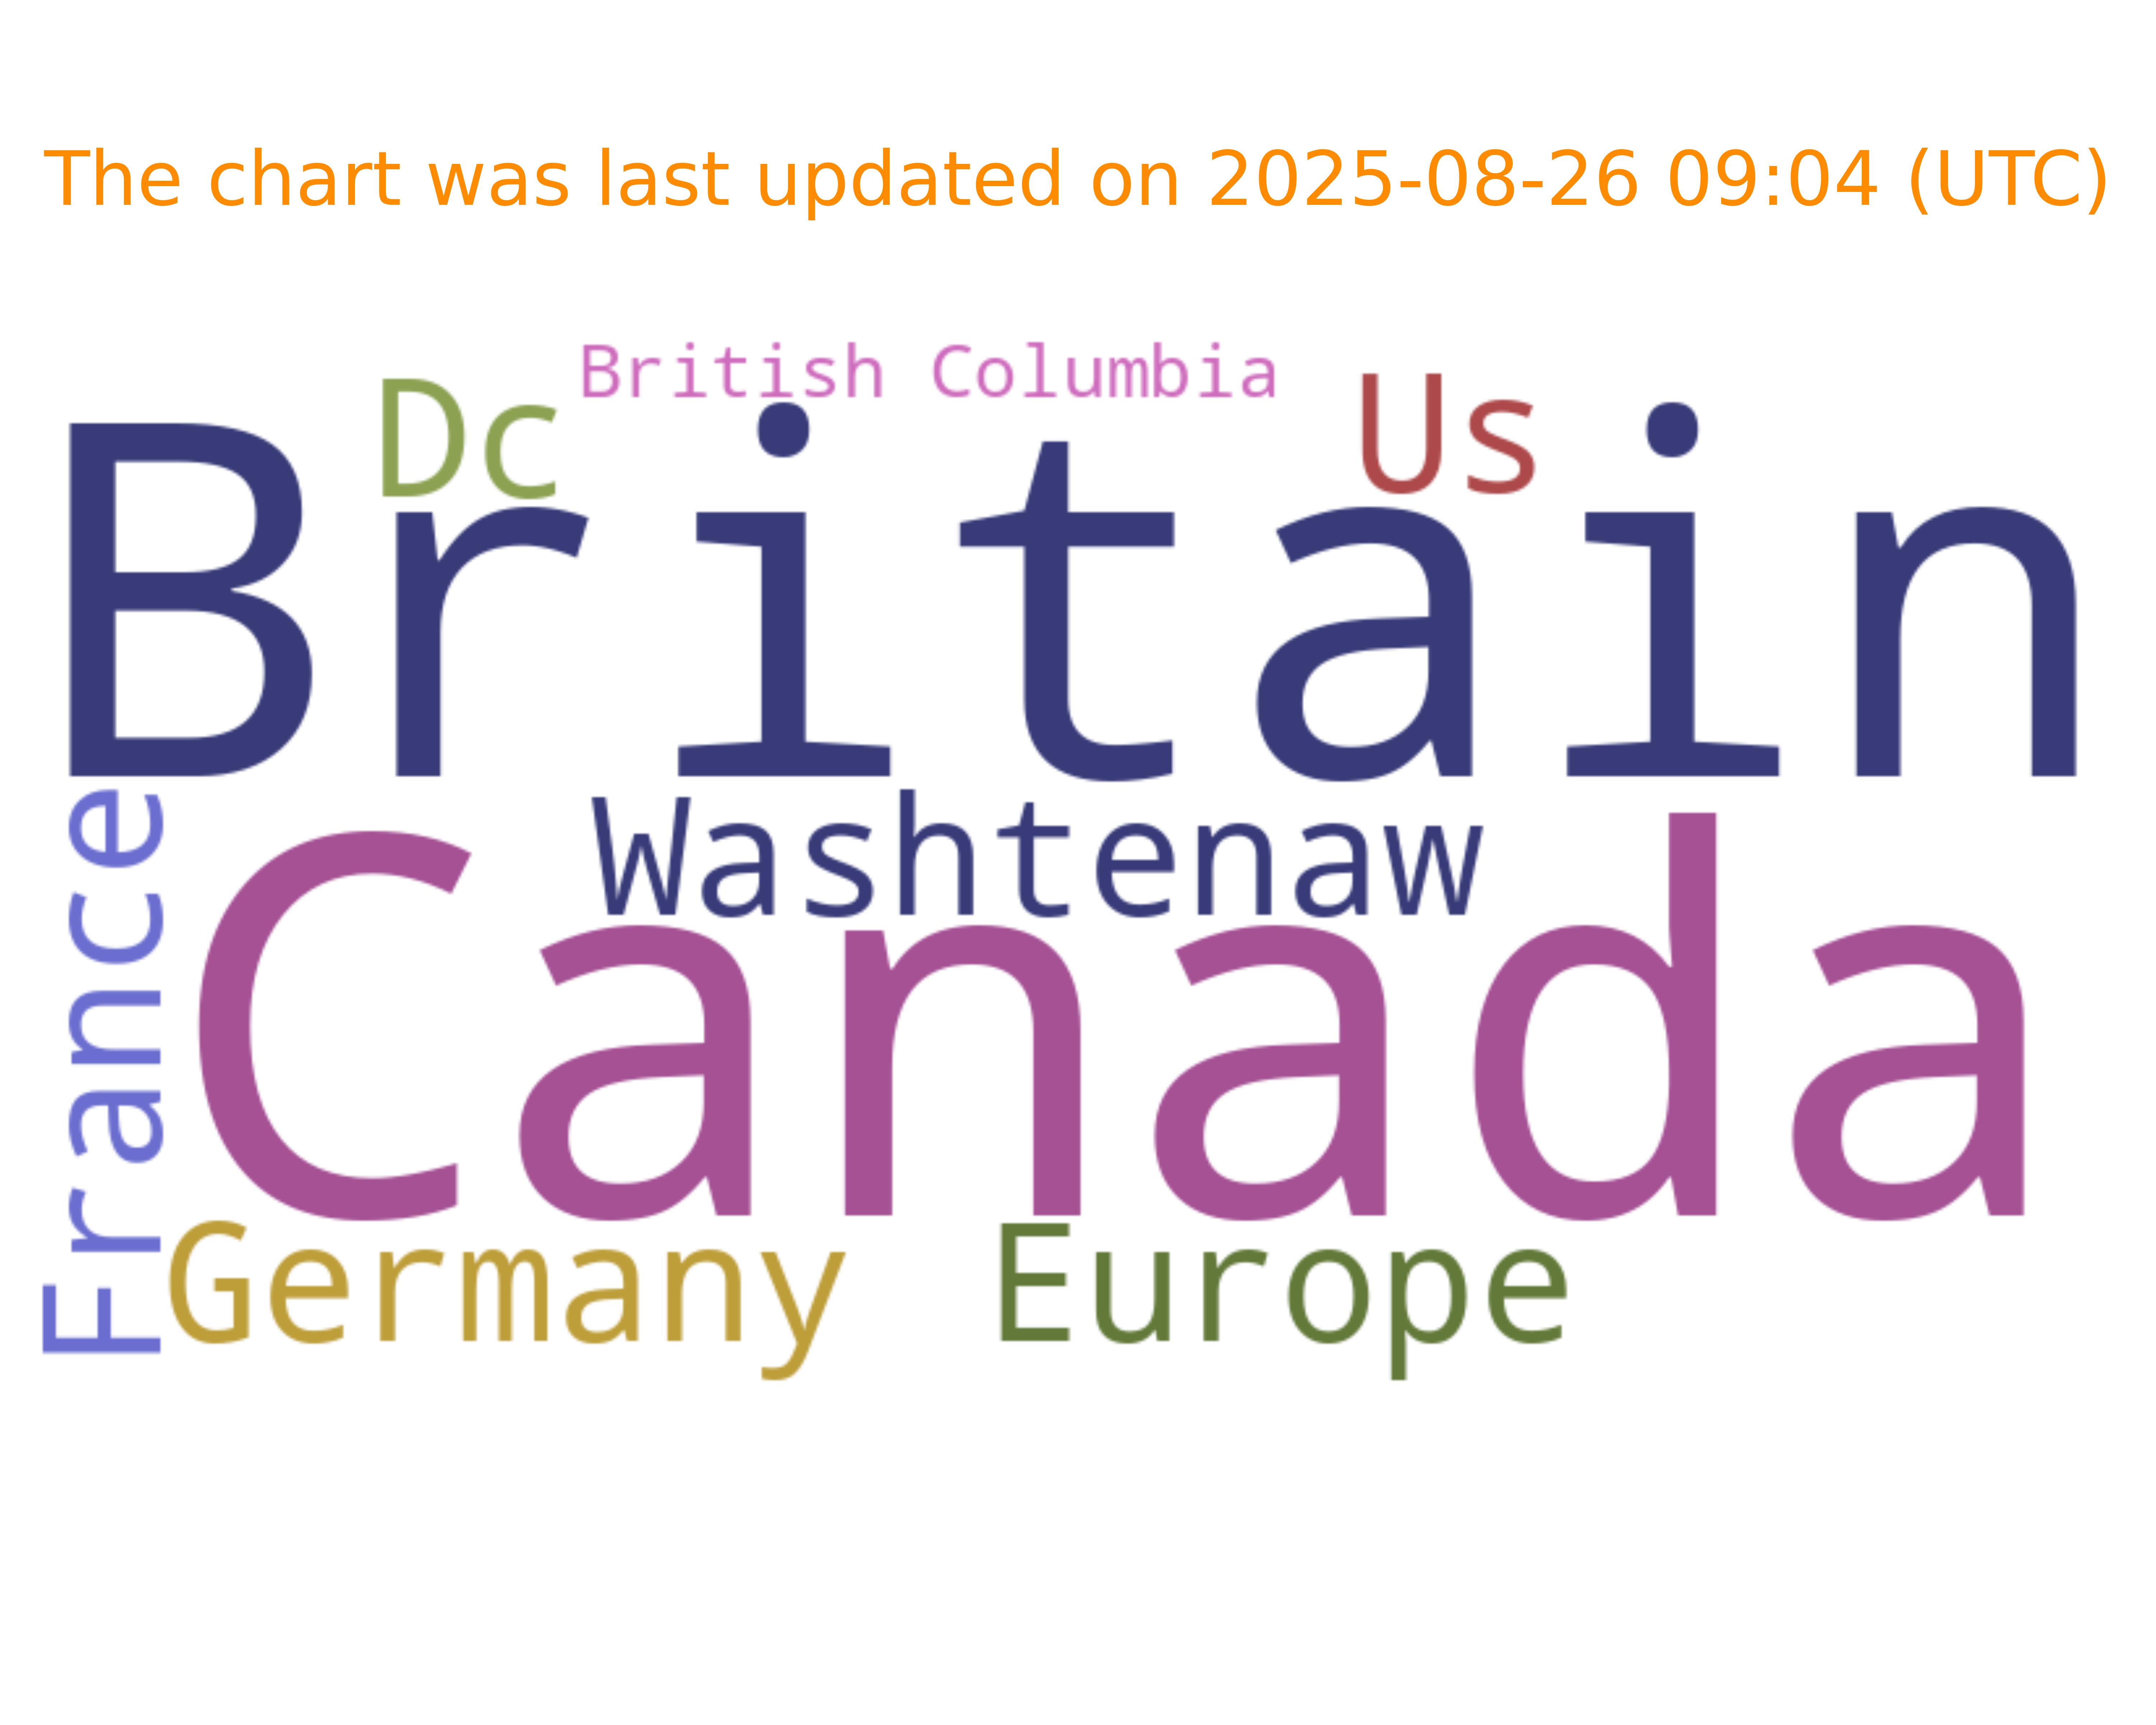 The chart was last updated on 2025-08-26 09:04 (UTC)
British Columbia
Dc
Us
Britain
Washtenaw
France
Canada
Germany
Europe